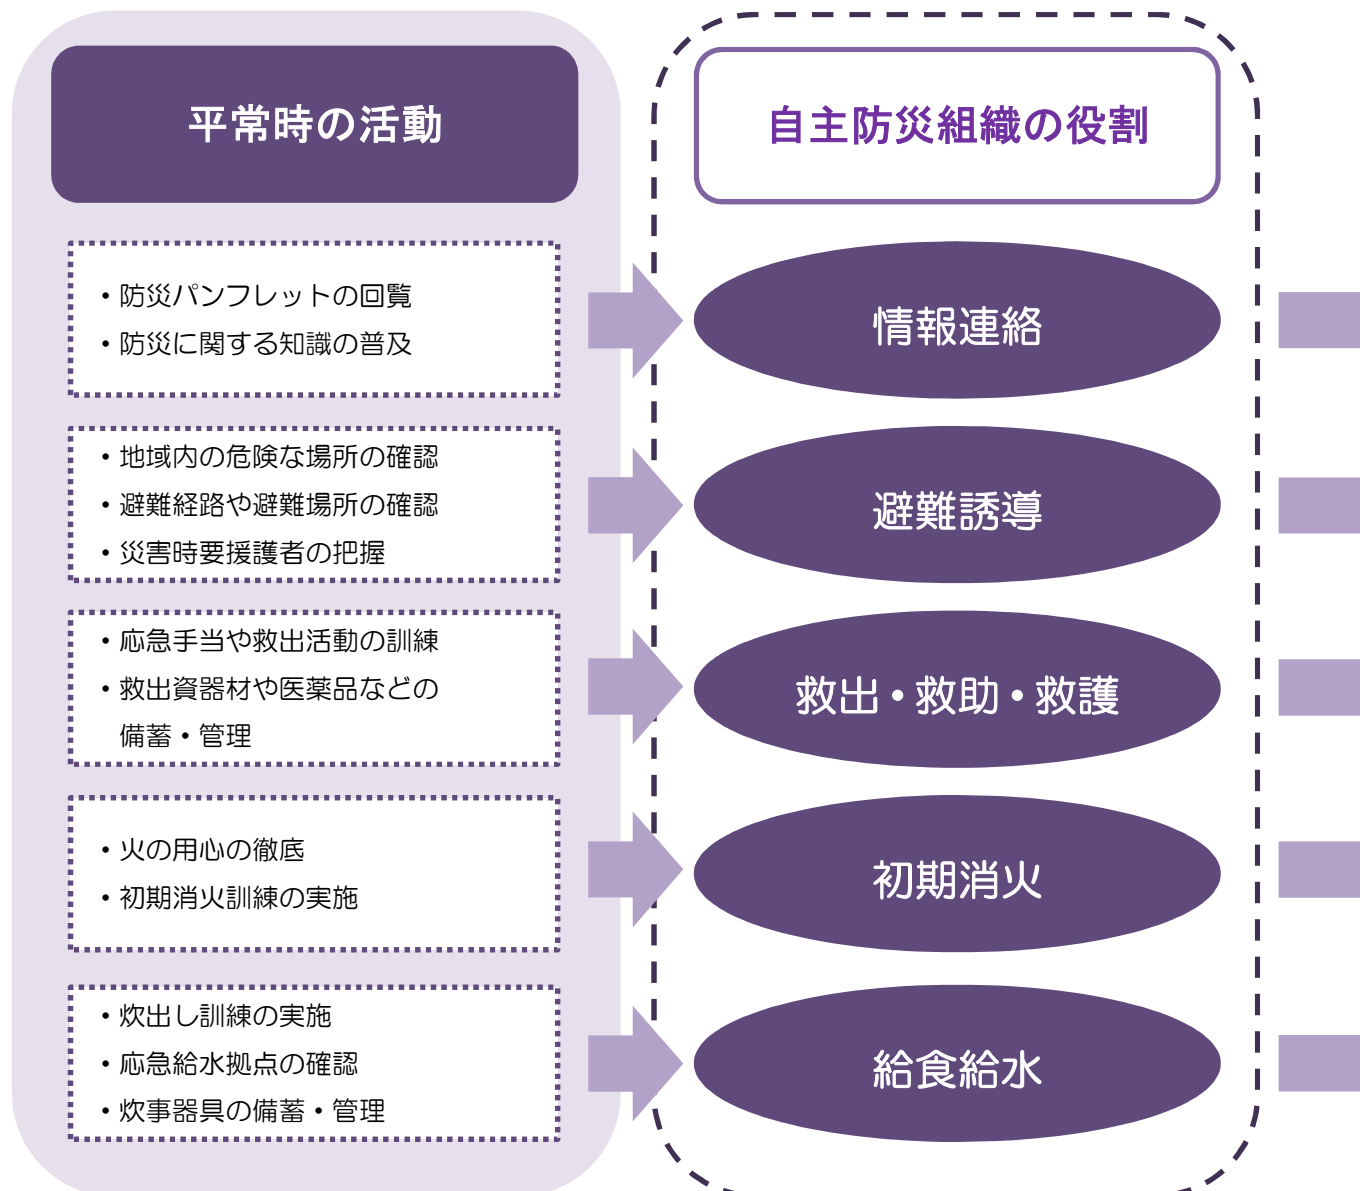 平常時の活動
自主防災組織の役割
・防災パンフレットの回覧
・防災に関する知識の普及
情報連絡
・地域内の危険な場所の確認
・避難経路や避難場所の確認
・災害時要援護者の把握
避難誘導
・応急手当や救出活動の訓練
・救出資器材や医薬品などの
備蓄・管理
救出・救助・救護
・火の用心の徹底
・初期消火訓練の実施
初期消火
・炊出し訓練の実施
・応急給水拠点の確認
・炊事器具の備蓄・管理
給食給水